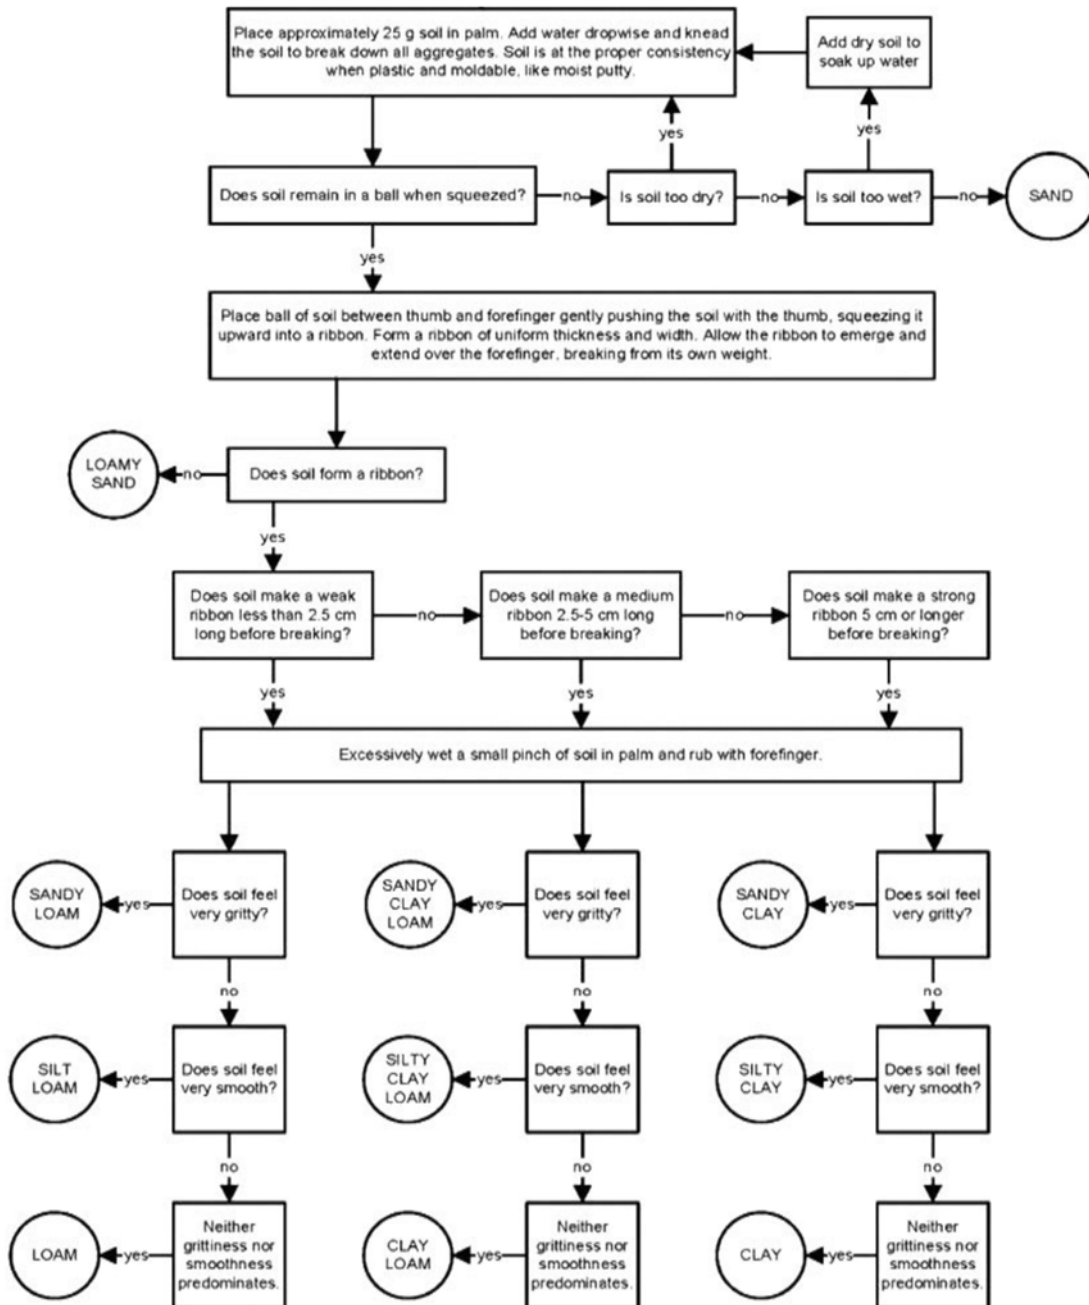 Place approximately 25 g soil in palm. Add water dropwise and knead
the soil to break down all aggregates. Soil is at the proper consistency
when plastic and moldable, like moist putty.
Add dry soil to
soak up water
yes
yes
Does soil remain in a ball when squeezed?
no
Is soil too dry?
no
Is soil too wet?
no
SAND
yes
Place ball of soil between thumb and forefinger gently pushing the soil with the thumb, squeezing it
upward into a ribbon. Form a ribbon of uniform thickness and width. Allow the ribbon to emerge and
extend over the forefinger, breaking from its own weight.
LOAMY
SAND
no
Does soil form a ribbon?
yes
Does soil make a weak
ribbon less than 2.5 cm
long before breaking?
no
Does soil make a medium
ribbon 2.5-5 cm long
before breaking?
no
Does soil make a strong
ribbon 5 cm or longer
before breaking?
yes
yes
yes
Excessively wet a small pinch of soil in palm and rub with forefinger.
SANDY
LOAM
yes
Does soil feel
very gritty?
SANDY
CLAY
LOAM
yes
Does soil feel
very gritty?
SANDY
CLAY
yes
Does soil feel
very gritty?
no
no
no
SILT
LOAM
yes
Does soil feel
very smooth?
SILTY
CLAY
LOAM
yes
Does soil feel
very smooth?
SILTY
CLAY
yes
Does soil feel
very smooth?
no
no
no
LOAM
yes
Neither
grittiness nor
smoothness
predominates.
CLAY
LOAM
yes
Neither
grittiness nor
smoothness
predominates.
CLAY
yes
Neither
grittiness nor
smoothness
predominates.